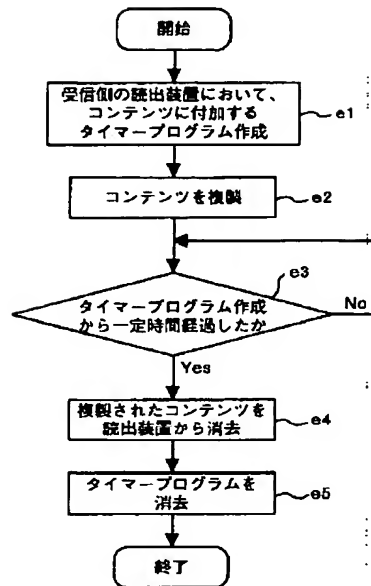 開始
受信側の読出装置において、
コンテンツに付加する
タイマープログラム作成
e1
コンテンツを複製
e2
e3
タイマープログラム作成
から一定時間経過したか
No
Yes
複製されたコンテンツを
読出装置から消去
e4
タイマープログラムを
消去
e5
終了